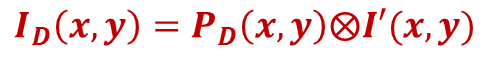 I_D(x,y) = P_D(x,y)⊗I′(x,y)